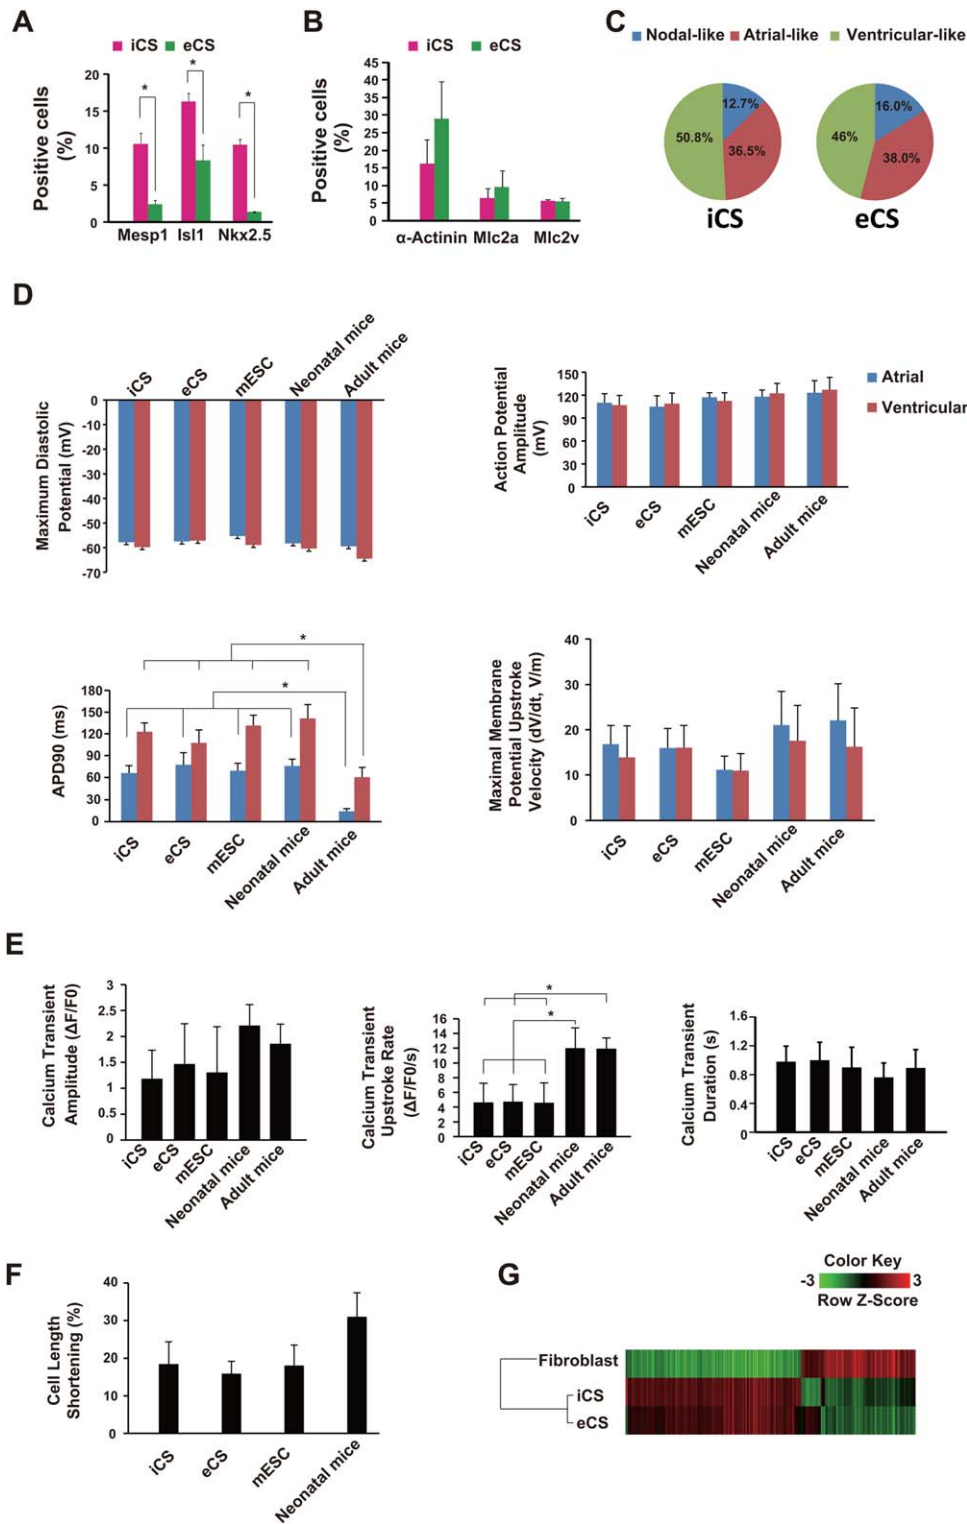 A
iCS eCS
Positive cells
(%)
20
15
10
5
0
* * *
Mesp1 Isl1 Nkx2.5
B
iCS eCS
Positive cells
(%)
45
40
35
30
25
20
15
10
5
0
α-Actinin Mlc2a Mlc2v
C
Nodal-like Atrial-like Ventricular-like
12.7%
50.8%
36.5%
iCS
16.0%
46%
38.0%
eCS
D
iCS eCS mESC Neonatal mice Adult mice
Maximum Diastolic
Potential (mV)
0
-10
-20
-30
-40
-50
-60
-70
Action Potential
Amplitude
(mV)
150
120
90
60
30
0
iCS eCS mESC Neonatal mice Adult mice
Atrial
Ventricular
APD90 (ms)
180
150
120
90
60
30
0
*
*
iCS eCS mESC Neonatal mice Adult mice
Maximal Membrane
Potential Upstroke
Velocity (dV/dt, V/m)
40
30
20
10
0
iCS eCS mESC Neonatal mice Adult mice
E
Calcium Transient
Amplitude (ΔF/F0)
3
2.5
2
1.5
1
0.5
0
iCS eCS mESC Neonatal mice Adult mice
Calcium Transient
Upstroke Rate
(ΔF/F0/s)
16
14
12
10
8
6
4
2
0
*
*
iCS eCS mESC Neonatal mice Adult mice
Calcium Transient
Duration (s)
1.6
1.2
0.8
0.4
0
iCS eCS mESC Neonatal mice Adult mice
F
Cell Length
Shortening (%)
40
30
20
10
0
iCS eCS mESC Neonatal mice
G
Color Key
-3 3
Row Z-Score
Fibroblast
iCS
eCS